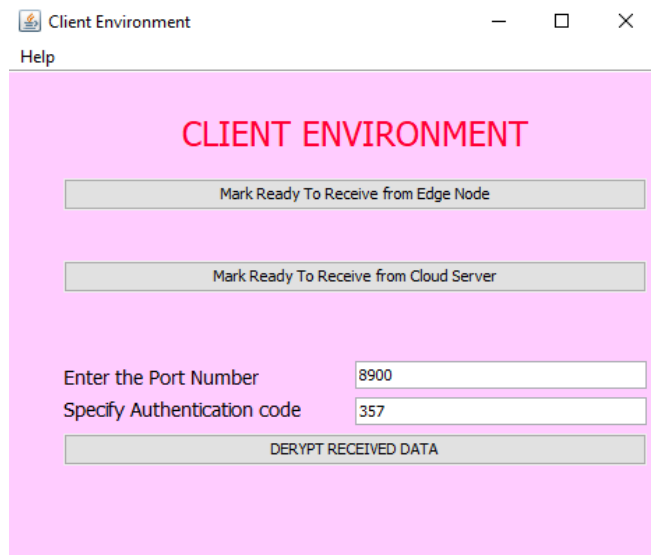 Client Environment
Help
CLIENT ENVIRONMENT
Mark Ready To Receive from Edge Node
Mark Ready To Receive from Cloud Server
Enter the Port Number 8900
Specify Authentication code 357
DERYPT RECEIVED DATA